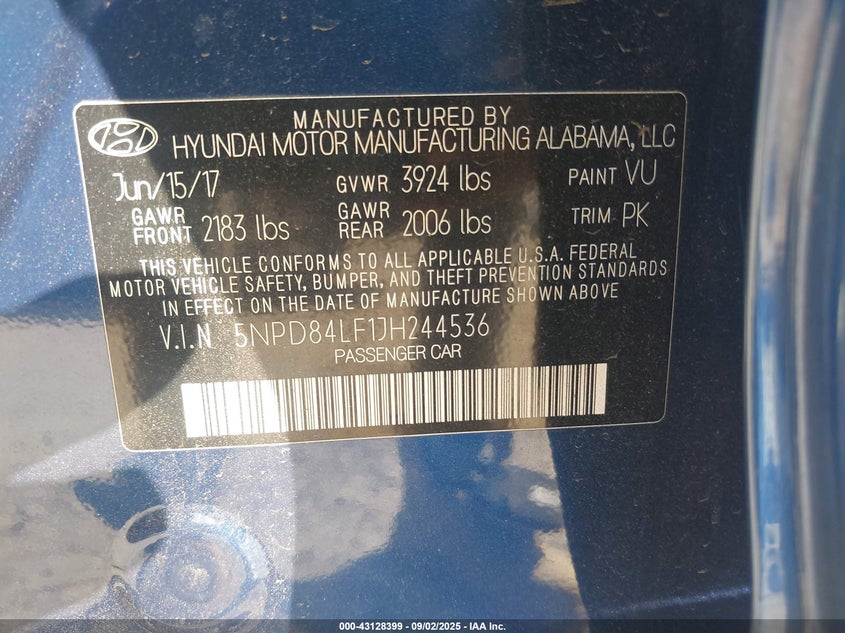 MANUFACTURED BY
HYUNDAI MOTOR MANUFACTURING ALABAMA, LLC
Jun/15/17 GVWR 3924 lbs PAINT VU
GAWR FRONT 2183 lbs GAWR REAR 2006 lbs TRIM PK
THIS VEHICLE CONFORMS TO ALL APPLICABLE U.S.A. FEDERAL
MOTOR VEHICLE SAFETY, BUMPER, AND THEFT PREVENTION STANDARDS
IN EFFECT ON THE DATE OF MANUFACTURE SHOWN ABOVE
V.I.N 5NPD84LF1JH244536
PASSENGER CAR
000-43128399 - 09/02/2025 - IAA Inc.